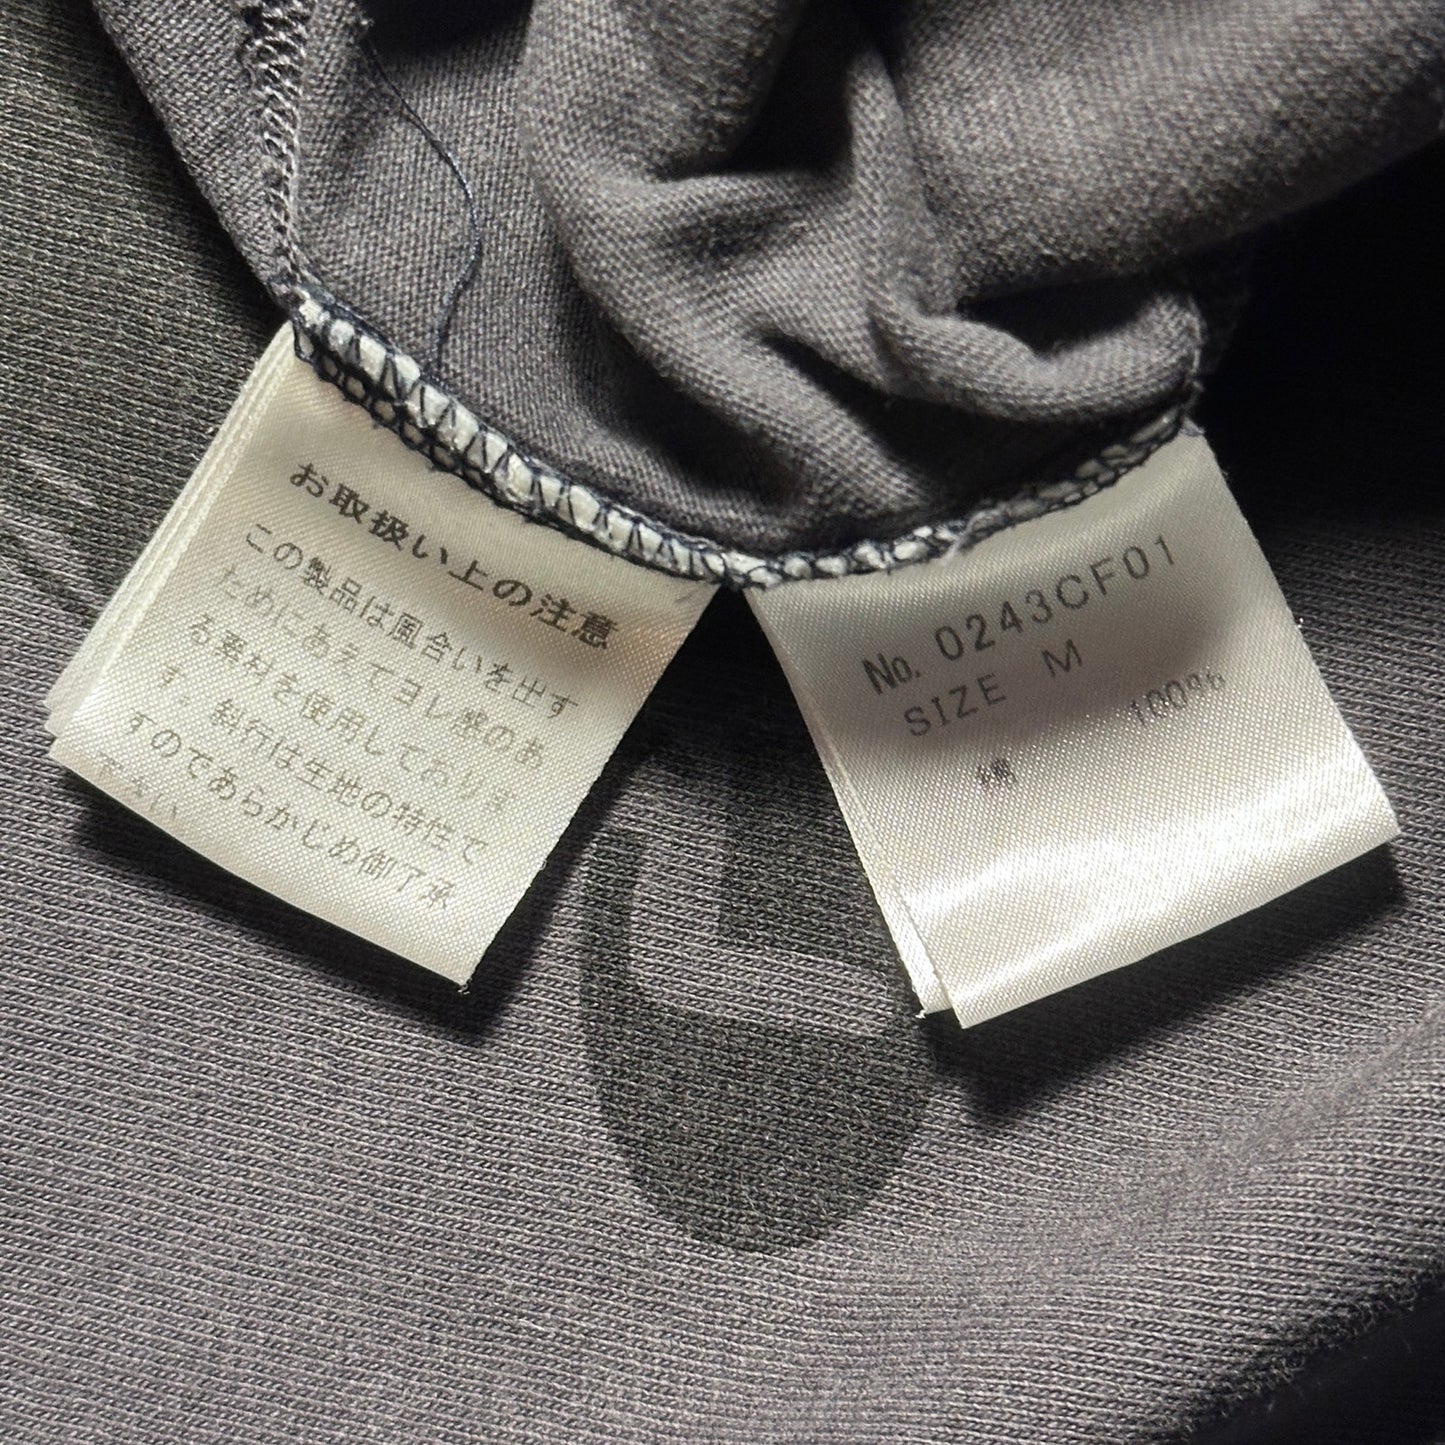 お取扱い上の注意
この製品は風合いを出す
ためにあえてヨレ感のあ
る素材を使用しておりま
す。斜行は生地の特性で
すのであらかじめ御了承
下さい。
No. 0243CF01
SIZE M
綿 100%